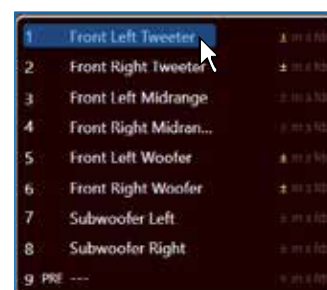 1 Front Left Tweeter ±
2 Front Right Tweeter ±
3 Front Left Midrange
4 Front Right Midran...
5 Front Left Woofer ±
6 Front Right Woofer ±
7 Subwoofer Left
8 Subwoofer Right
9 PRE ---